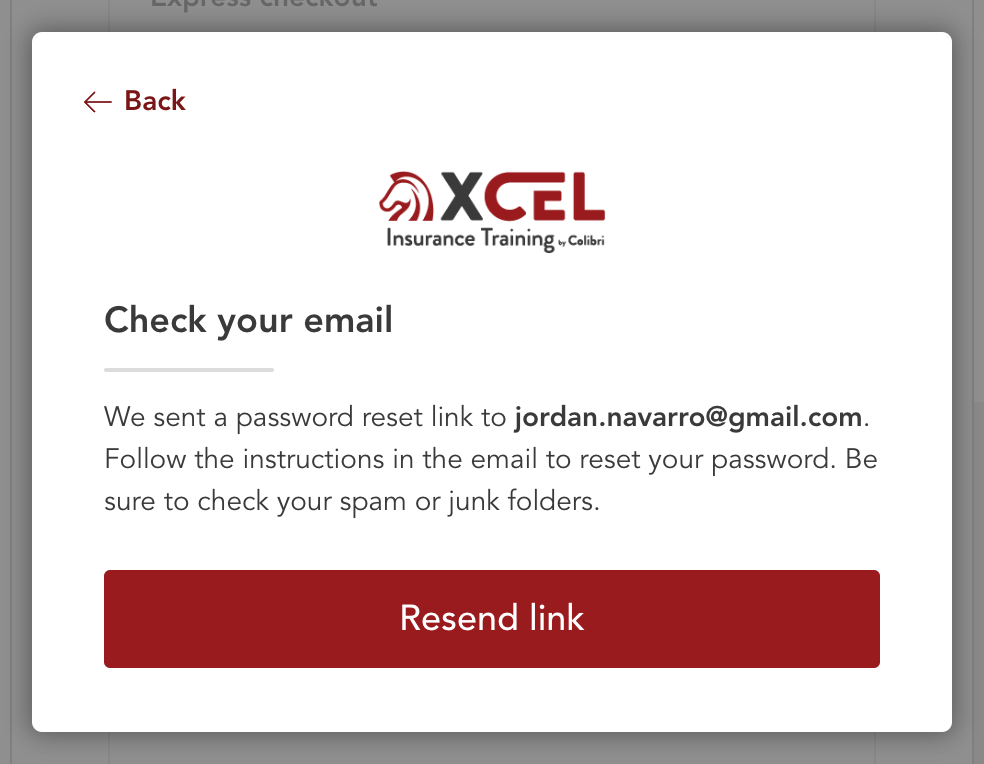 Express checkout
Back
XCEL
Insurance Training by Colibri
Check your email
We sent a password reset link to jordan.navarro@gmail.com.
Follow the instructions in the email to reset your password. Be
sure to check your spam or junk folders.
Resend link